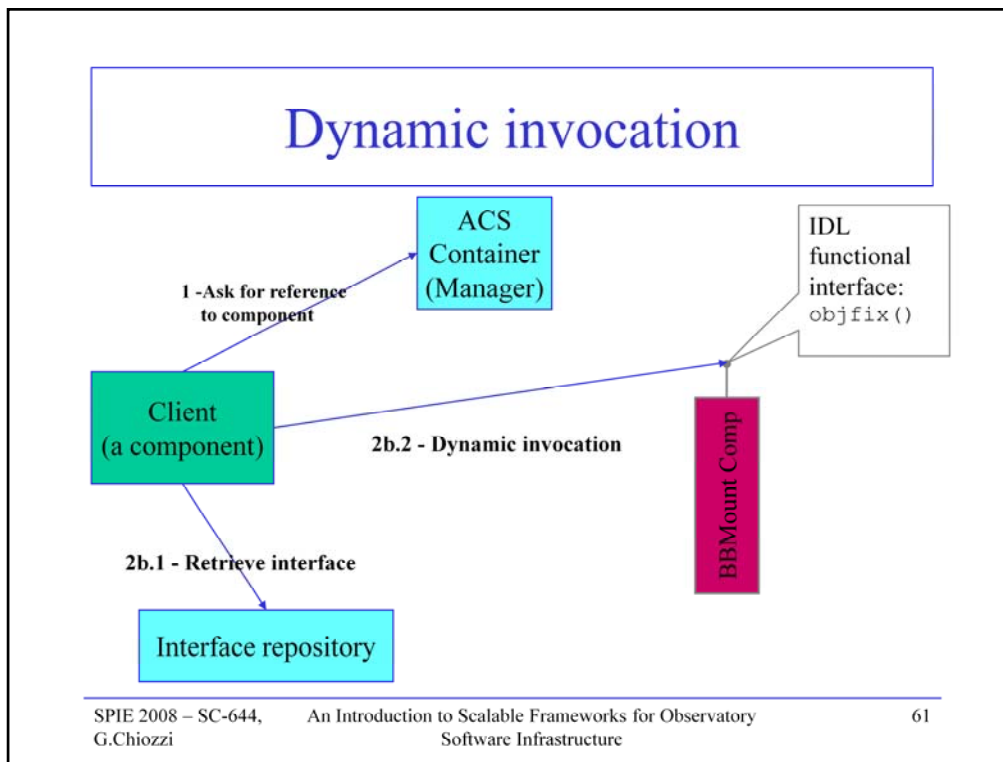 Dynamic invocation
ACS
Container
(Manager)
IDL
functional
interface:
objfix()
1 -Ask for reference
to component
Client
(a component)
2b.2 - Dynamic invocation
BBMount Comp
2b.1 - Retrieve interface
Interface repository
SPIE 2008 – SC-644,
G.Chiozzi
An Introduction to Scalable Frameworks for Observatory
Software Infrastructure
61